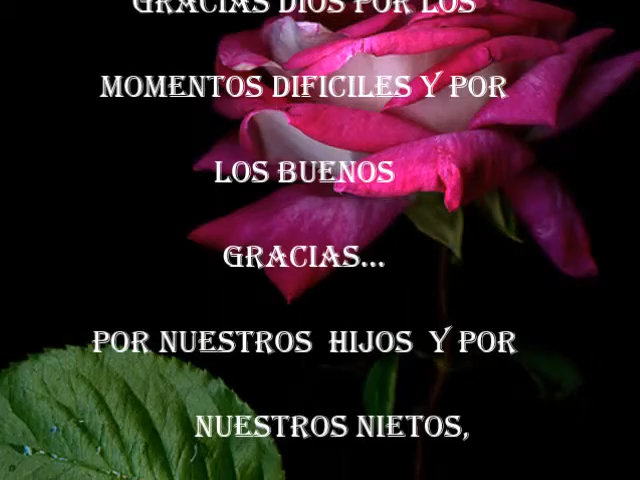 GRACIAS DIOS POR LOS
MOMENTOS DIFICILES Y POR
LOS BUENOS
GRACIAS...
POR NUESTROS HIJOS Y POR
NUESTROS NIETOS,